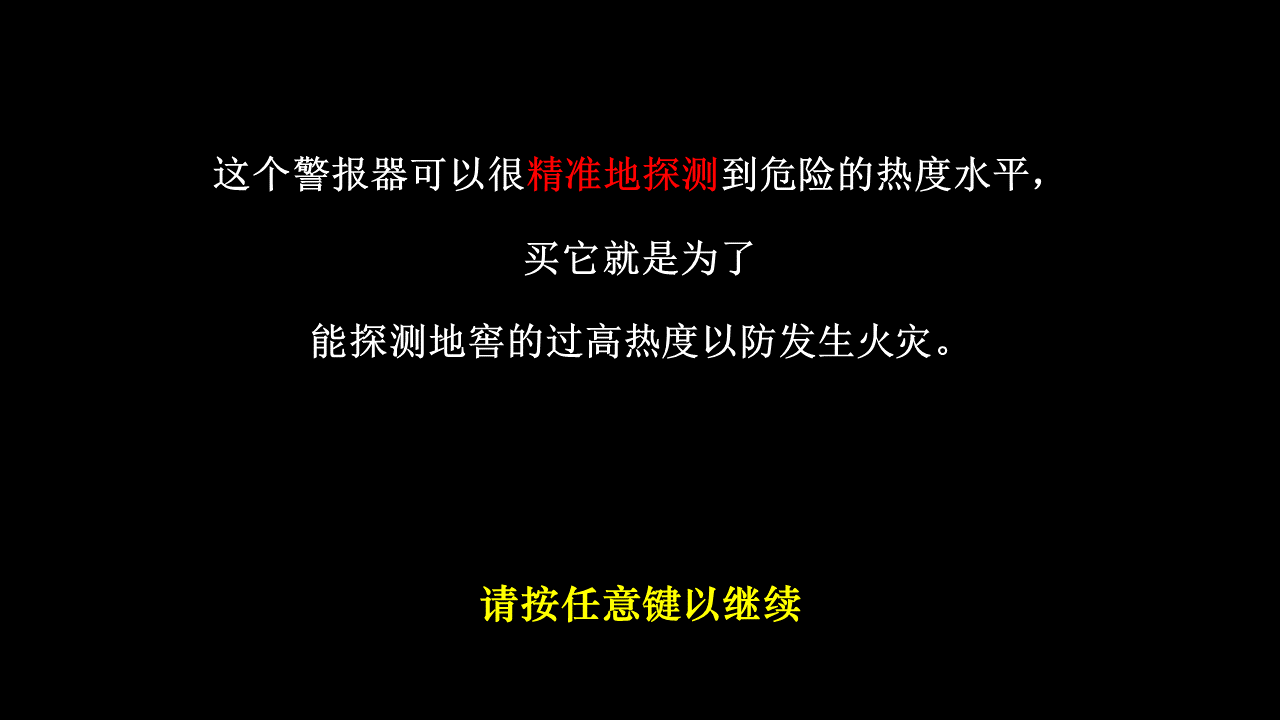 这个警报器可以很精准地探测到危险的热度水平，
买它就是为了
能探测地窖的过高热度以防发生火灾。
请按任意键以继续